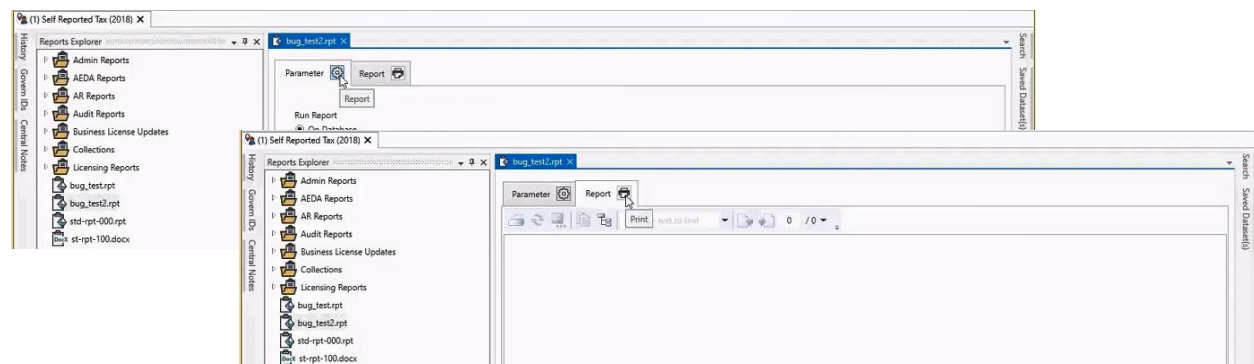 (1) Self Reported Tax (2018)
Reports Explorer
bug_test2.rpt
History
Govern IDs
Central Notes
Admin Reports
AEDA Reports
AR Reports
Audit Reports
Business License Updates
Collections
Licensing Reports
bug_test.rpt
bug_test2.rpt
std-rpt-000.rpt
DocX st-rpt-100.docx
Parameter
Report
Report
Run Report
On Database
Search
Saved Dataset(s)
(1) Self Reported Tax (2018)
Reports Explorer
bug_test2.rpt
History
Govern IDs
Central Notes
Admin Reports
AEDA Reports
AR Reports
Audit Reports
Business License Updates
Collections
Licensing Reports
bug_test.rpt
bug_test2.rpt
std-rpt-000.rpt
DocX st-rpt-100.docx
Parameter
Report
Print
text to find
0 / 0
Search
Saved Dataset(s)